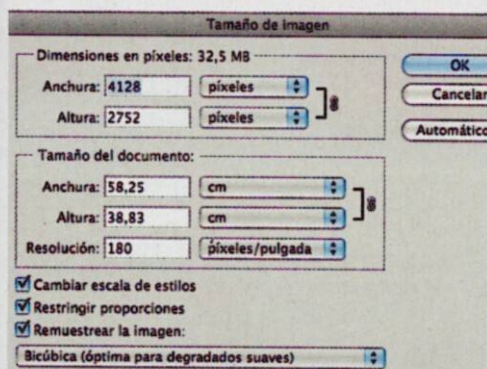 Tamaño de imagen
Dimensiones en píxeles: 32,5 MB
OK
Anchura: 4128 píxeles
Cancelar
Altura: 2752 píxeles
Automático
Tamaño del documento:
Anchura: 58,25 cm
Altura: 38,83 cm
Resolución: 180 píxeles/pulgada
Cambiar escala de estilos
Restringir proporciones
Remuestrear la imagen:
Bicúbica (óptima para degradados suaves)